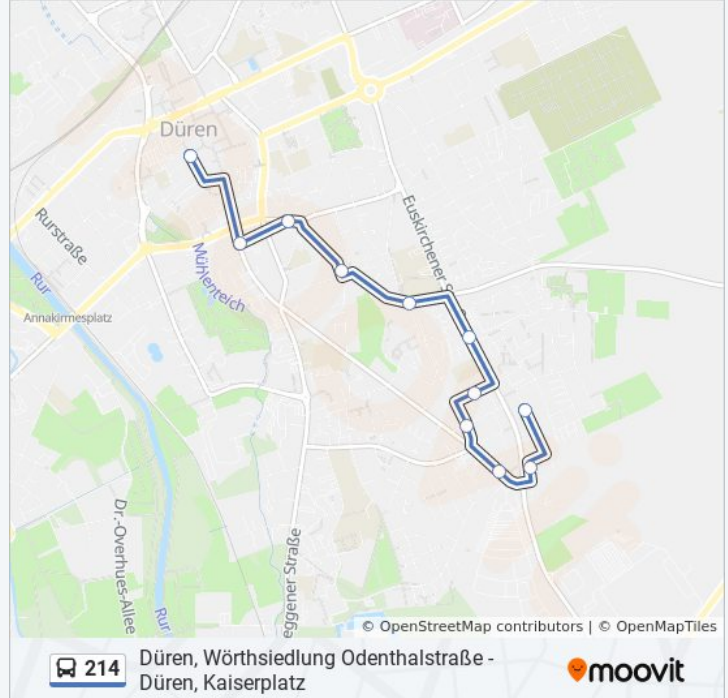 Düren
Rurstraße
Euskirchener S
Mühlenteich
Rur
Annakirmesplatz
Dr.-Overhues-Allee
eggener Straße
Rur
© OpenStreetMap contributors | © OpenMapTiles
214
Düren, Wörthsiedlung Odenthalstraße -
Düren, Kaiserplatz
moovit